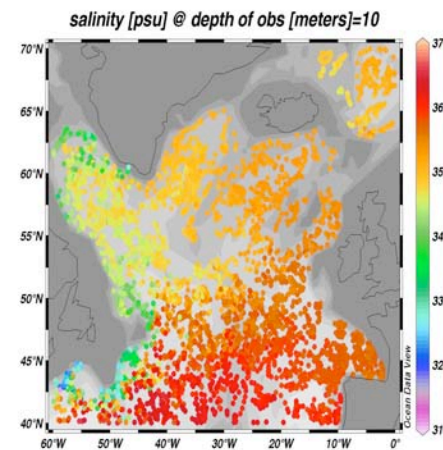 salinity [psu] @ depth of obs [meters]=10
70°N
65°N
60°N
55°N
50°N
45°N
40°N
60°W
50°W
40°W
30°W
20°W
10°W
0°W
37
36
35
34
33
32
31
Ocean Data View